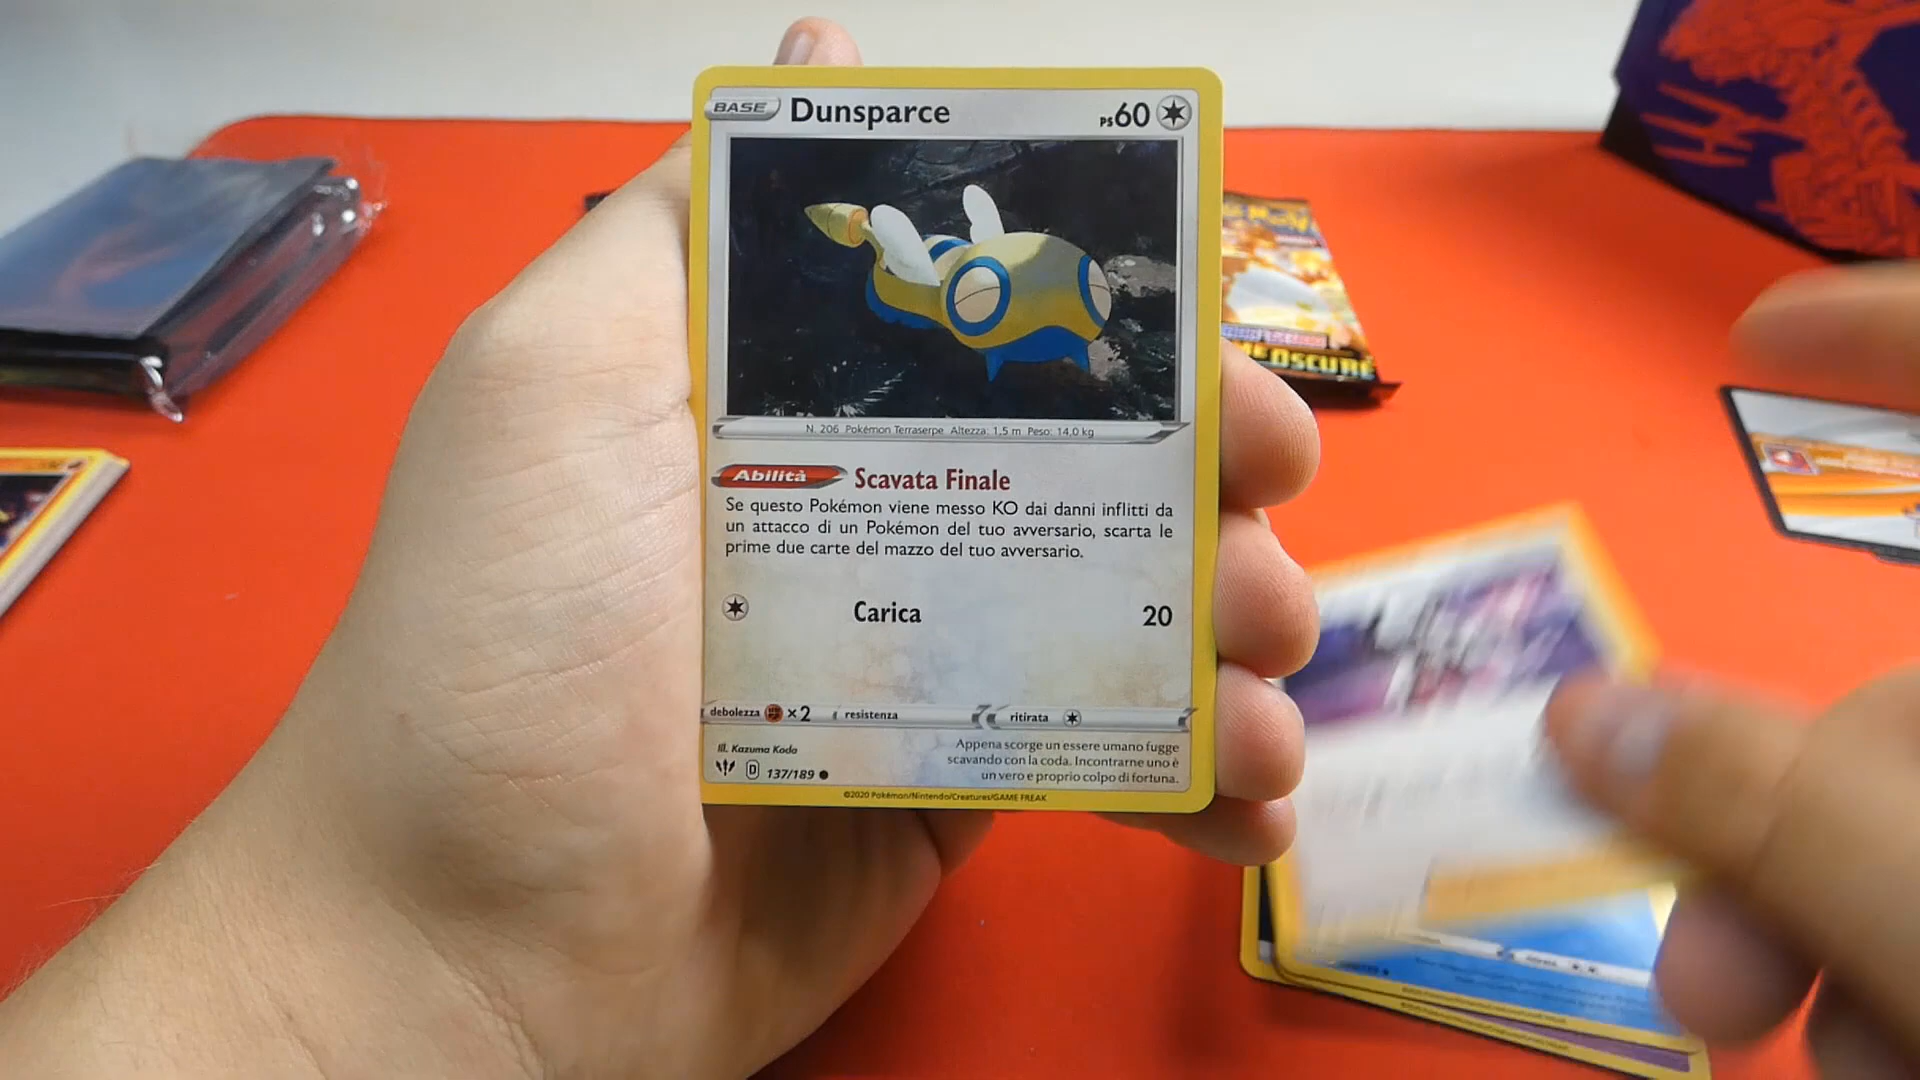 BASE Dunsparce PS60
N. 206 Pokémon Terraserpe Altezza: 1,5 m Peso: 14,0 kg
Abilità Scavata Finale
Se questo Pokémon viene messo KO dai danni inflitti da
un attacco di un Pokémon del tuo avversario, scarta le
prime due carte del mazzo del tuo avversario.
Carica 20
debolezza ×2 resistenza ritirata
Ill. Kazuma Koda
D 137/189
Appena scorge un essere umano fugge
scavando con la coda. Incontrarne uno è
un vero e proprio colpo di fortuna.
©2020 Pokémon/Nintendo/Creatures/GAME FREAK
OSCURE